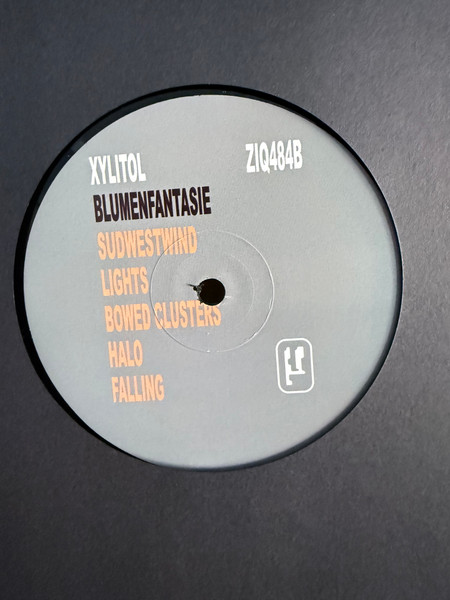 XYLITOL
ZIQ484B
BLUMENFANTASIE
SUDWESTWIND
LIGHTS
BOWED CLUSTERS
HALO
FALLING